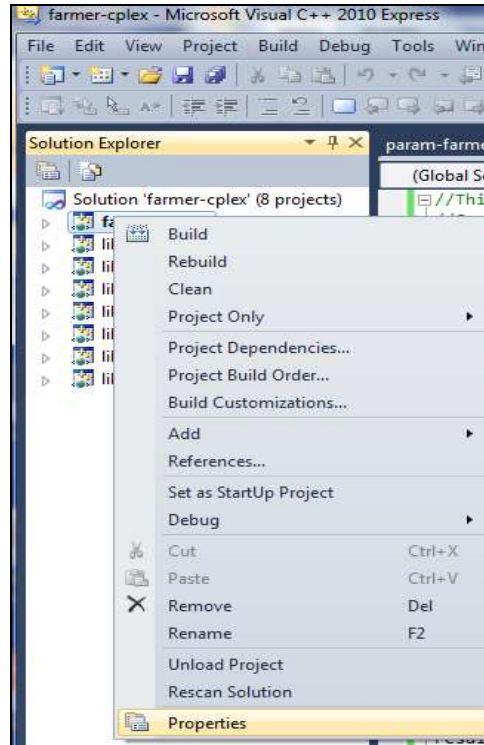 farmer-cplex - Microsoft Visual C++ 2010 Express
File Edit View Project Build Debug Tools
Solution Explorer
param-farme
(Global S
Solution 'farmer-cplex' (8 projects)
//Thi
fa
Build
Rebuild
Clean
Project Only
Project Dependencies...
Project Build Order...
Build Customizations...
Add
References...
Set as StartUp Project
Debug
Cut Ctrl+X
Paste Ctrl+V
Remove Del
Rename F2
Unload Project
Rescan Solution
Properties